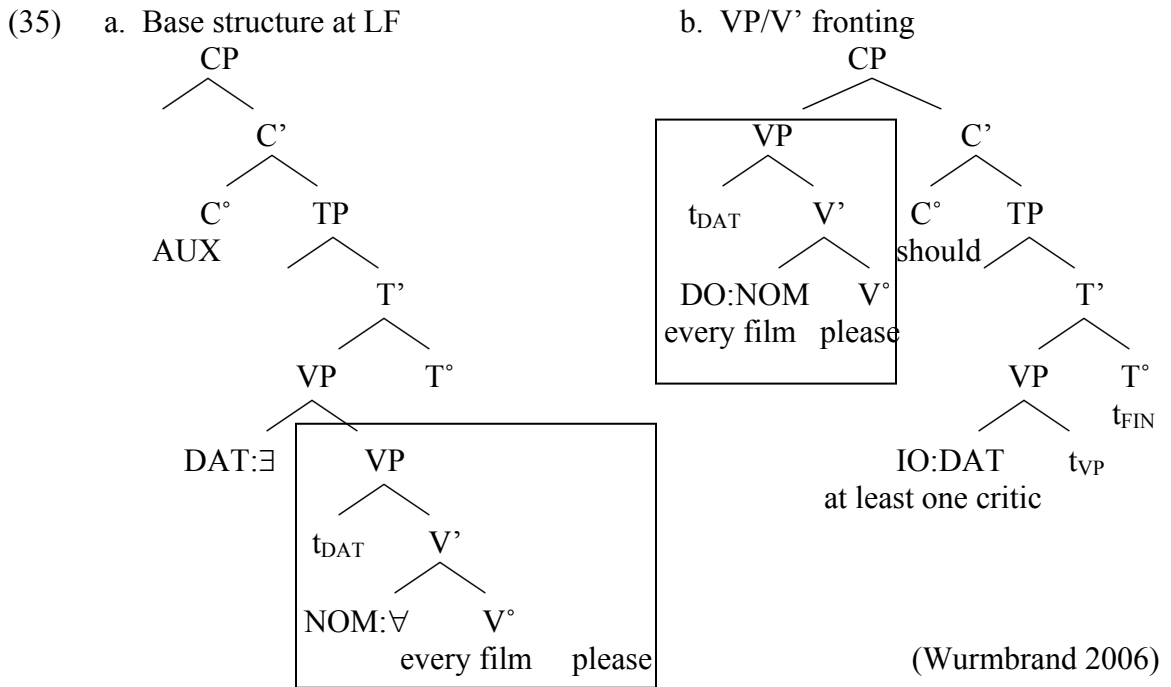 (35) a. Base structure at LF b. VP/V’ fronting
CP CP
C’ VP C’
C° TP t_DAT V’ C° TP
AUX should
T’ DO:NOM V° T’
every film please
VP T° VP T°
t_FIN
DAT:∃ VP IO:DAT t_VP
at least one critic
t_DAT V’
NOM:∀ V°
every film please (Wurmbrand 2006)